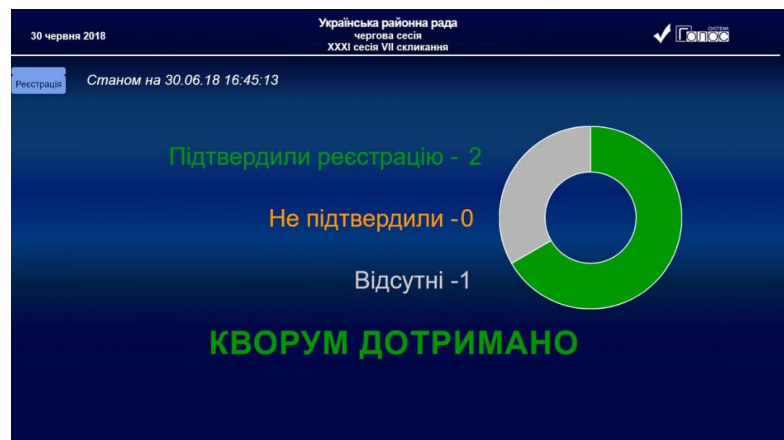 30 червня 2018
Українська районна рада
чергова сесія
XXXI сесія VII скликання
система
Голос
Реєстрація
Станом на 30.06.18 16:45:13
Підтвердили реєстрацію - 2
Не підтвердили -0
Відсутні -1
КВОРУМ ДОТРИМАНО